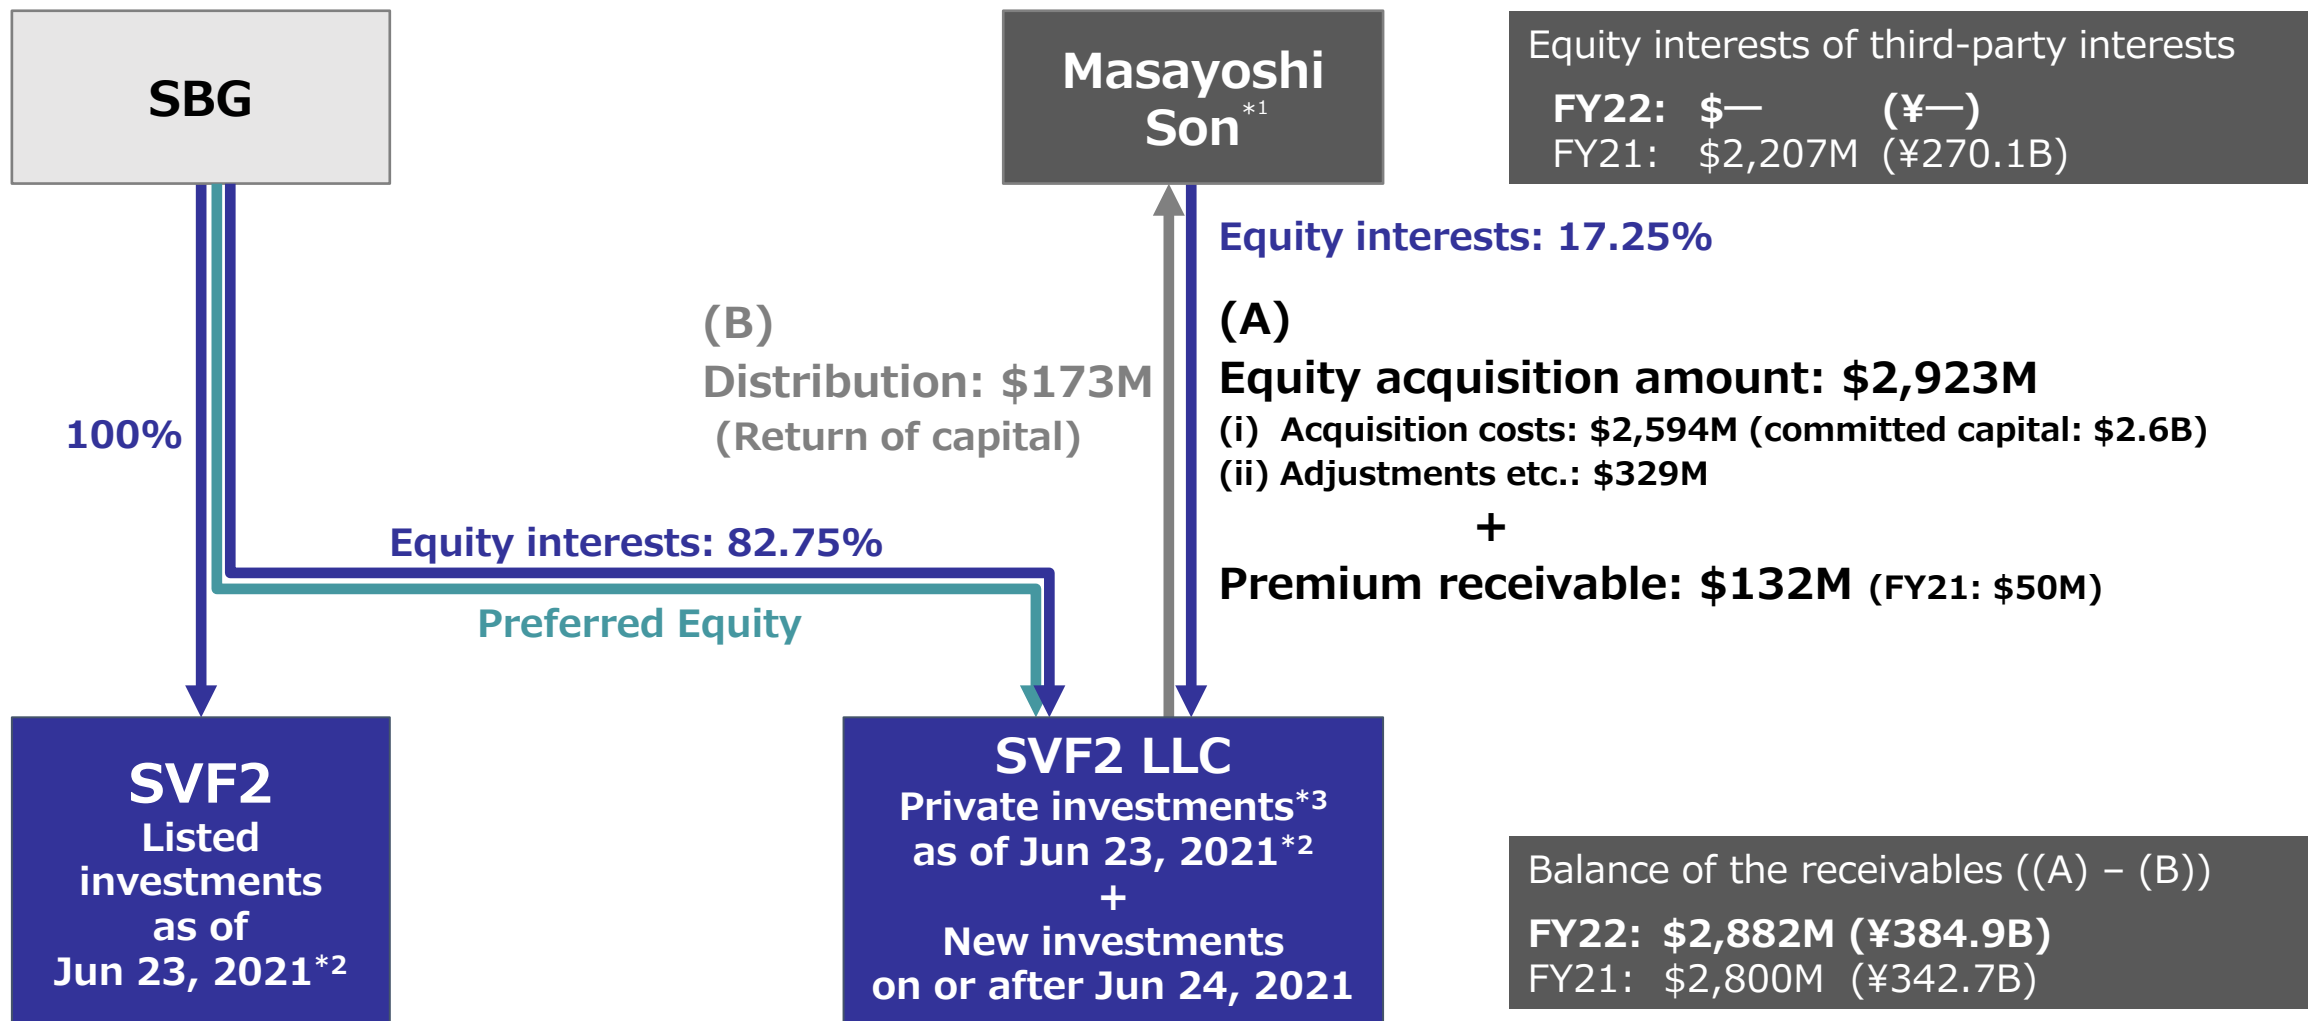 SBG
Masayoshi
Son*1
Equity interests of third-party interests
FY22: $— (¥—)
FY21: $2,207M (¥270.1B)
Equity interests: 17.25%
(B)
Distribution: $173M
(Return of capital)
(A)
Equity acquisition amount: $2,923M
(i) Acquisition costs: $2,594M (committed capital: $2.6B)
(ii) Adjustments etc.: $329M
+
Premium receivable: $132M (FY21: $50M)
100%
Equity interests: 82.75%
Preferred Equity
SVF2
Listed
investments
as of
Jun 23, 2021*2
SVF2 LLC
Private investments*3
as of Jun 23, 2021*2
+
New investments
on or after Jun 24, 2021
Balance of the receivables ((A) – (B))
FY22: $2,882M (¥384.9B)
FY21: $2,800M (¥342.7B)